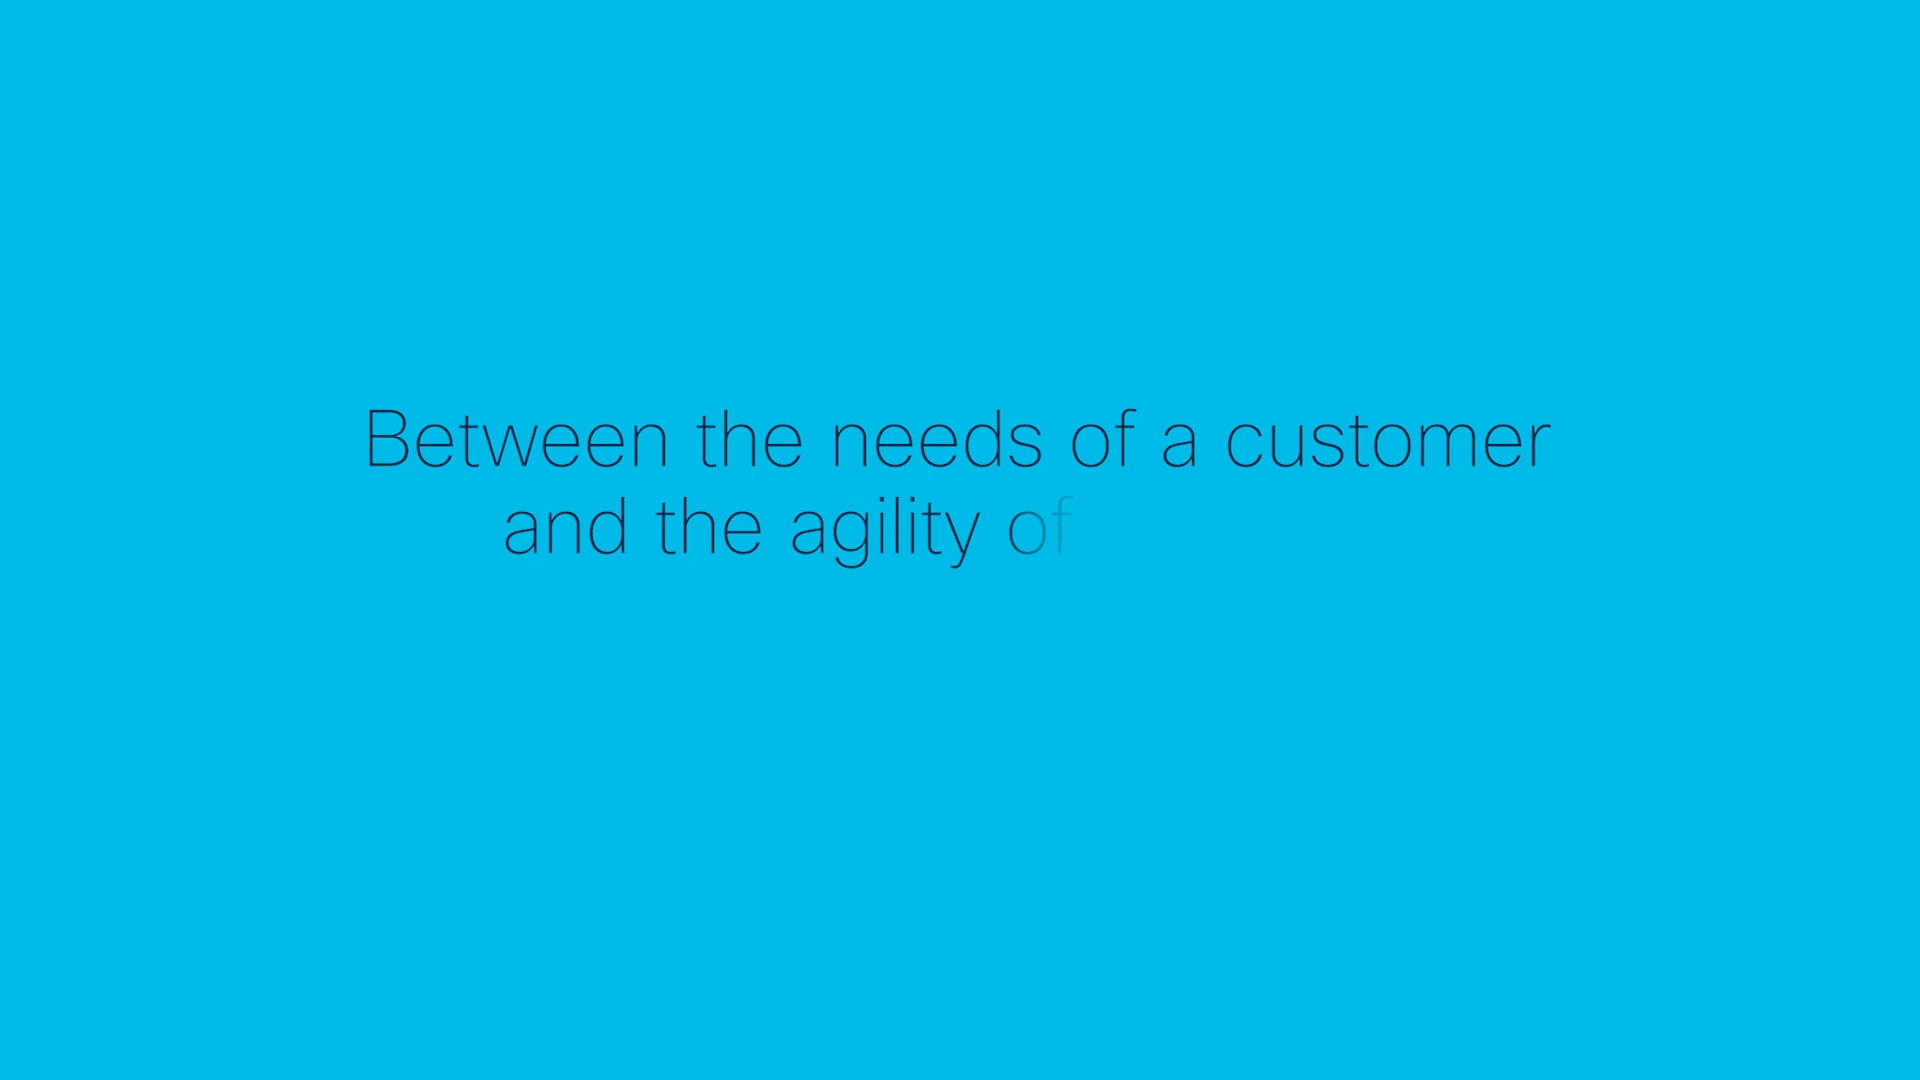 Between the needs of a customer
and the agility of